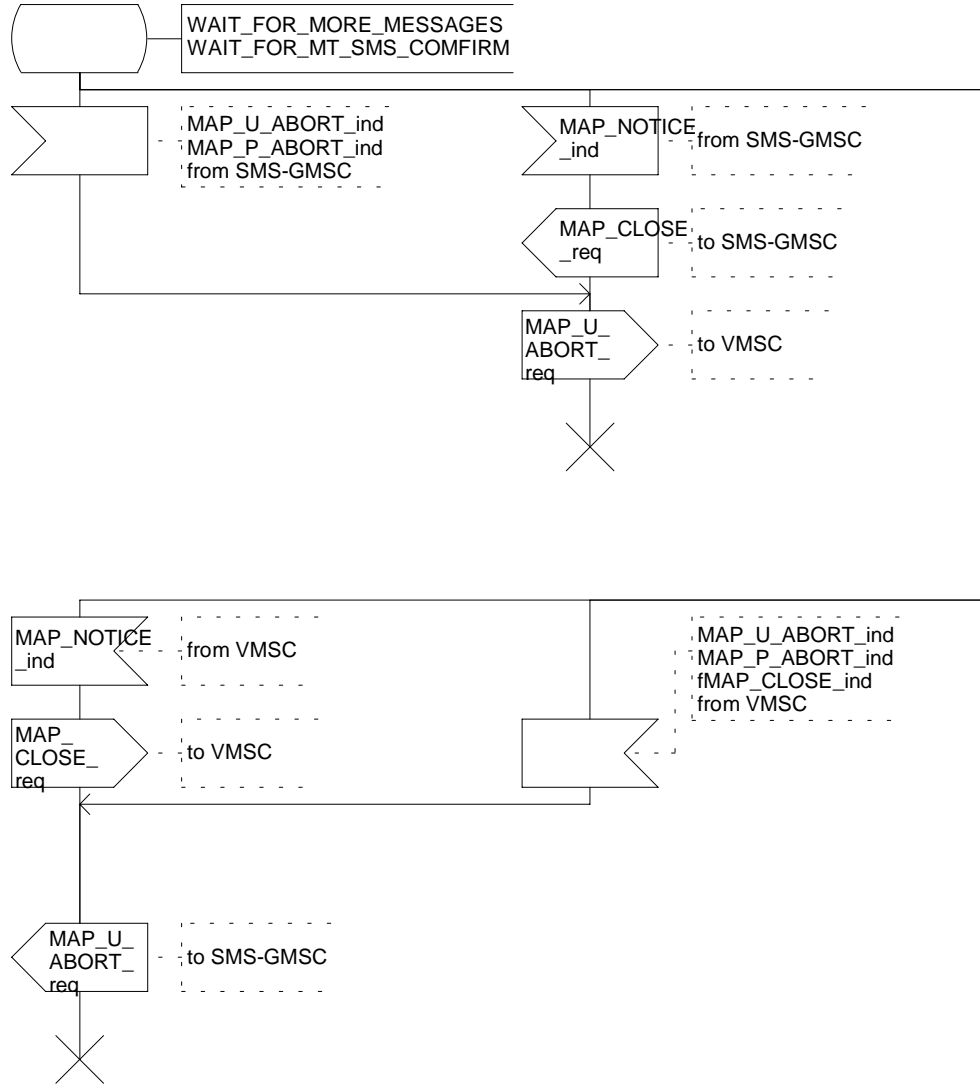 WAIT_FOR_MORE_MESSAGES
WAIT_FOR_MT_SMS_COMFIRM
MAP_U_ABORT_ind
MAP_P_ABORT_ind
from SMS-GMSC
MAP_NOTICE
_ind
from SMS-GMSC
MAP_CLOSE
_req
to SMS-GMSC
MAP_U_
ABORT_
req
to VMSC
MAP_NOTICE
_ind
from VMSC
MAP_U_ABORT_ind
MAP_P_ABORT_ind
fMAP_CLOSE_ind
from VMSC
MAP_
CLOSE_
req
to VMSC
MAP_U_
ABORT_
req
to SMS-GMSC